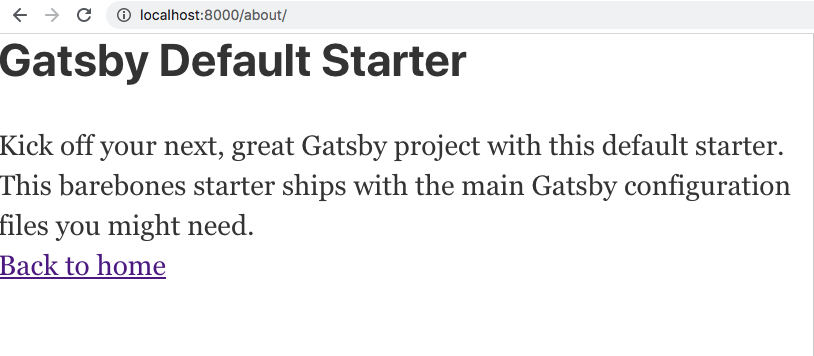 localhost:8000/about/
Gatsby Default Starter
Kick off your next, great Gatsby project with this default starter.
This barebones starter ships with the main Gatsby configuration
files you might need.
Back to home